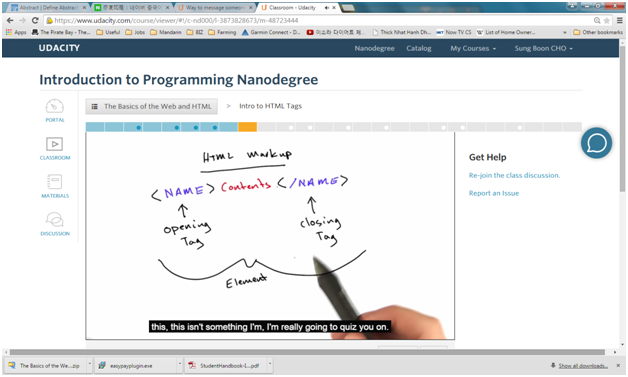 Abstract | Define Abstrac
Way to message someon
Classroom - Udacity
https://www.udacity.com/course/viewer#!/c-nd000/l-3873828673/m-48723444
Apps
The Pirate Bay - The
Useful
Jobs
Mandarin
BIZ
Farming
Garmin Connect - D
Thick Nhat Hanh Dh
Now TV CS
List of Home Owner
Other bookmarks
UDACITY
Nanodegree
Catalog
My Courses
Sung Boon CHO
Introduction to Programming Nanodegree
PORTAL
CLASSROOM
MATERIALS
DISCUSSION
The Basics of the Web and HTML > Intro to HTML Tags
HTML Markup
<NAME> Contents </NAME>
opening Tag
closing Tag
Element
this, this isn't something I'm, I'm really going to quiz you on.
Get Help
Re-join the class discussion.
Report an Issue
The Basics of the We....zip
easypayplugin.exe
StudentHandbook-I....pdf
Show all downloads...